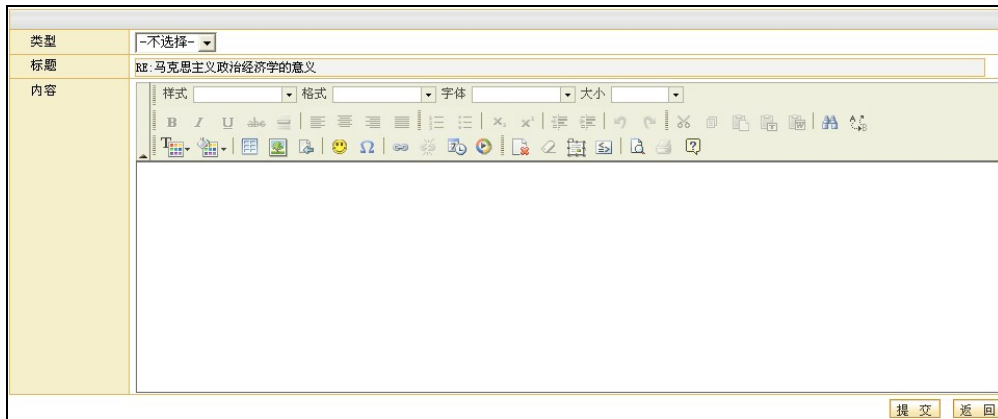 类型 -不选择-
标题 RE:马克思主义政治经济学的意义
内容 样式 格式 字体 大小
B I U abc
提 交 返 回